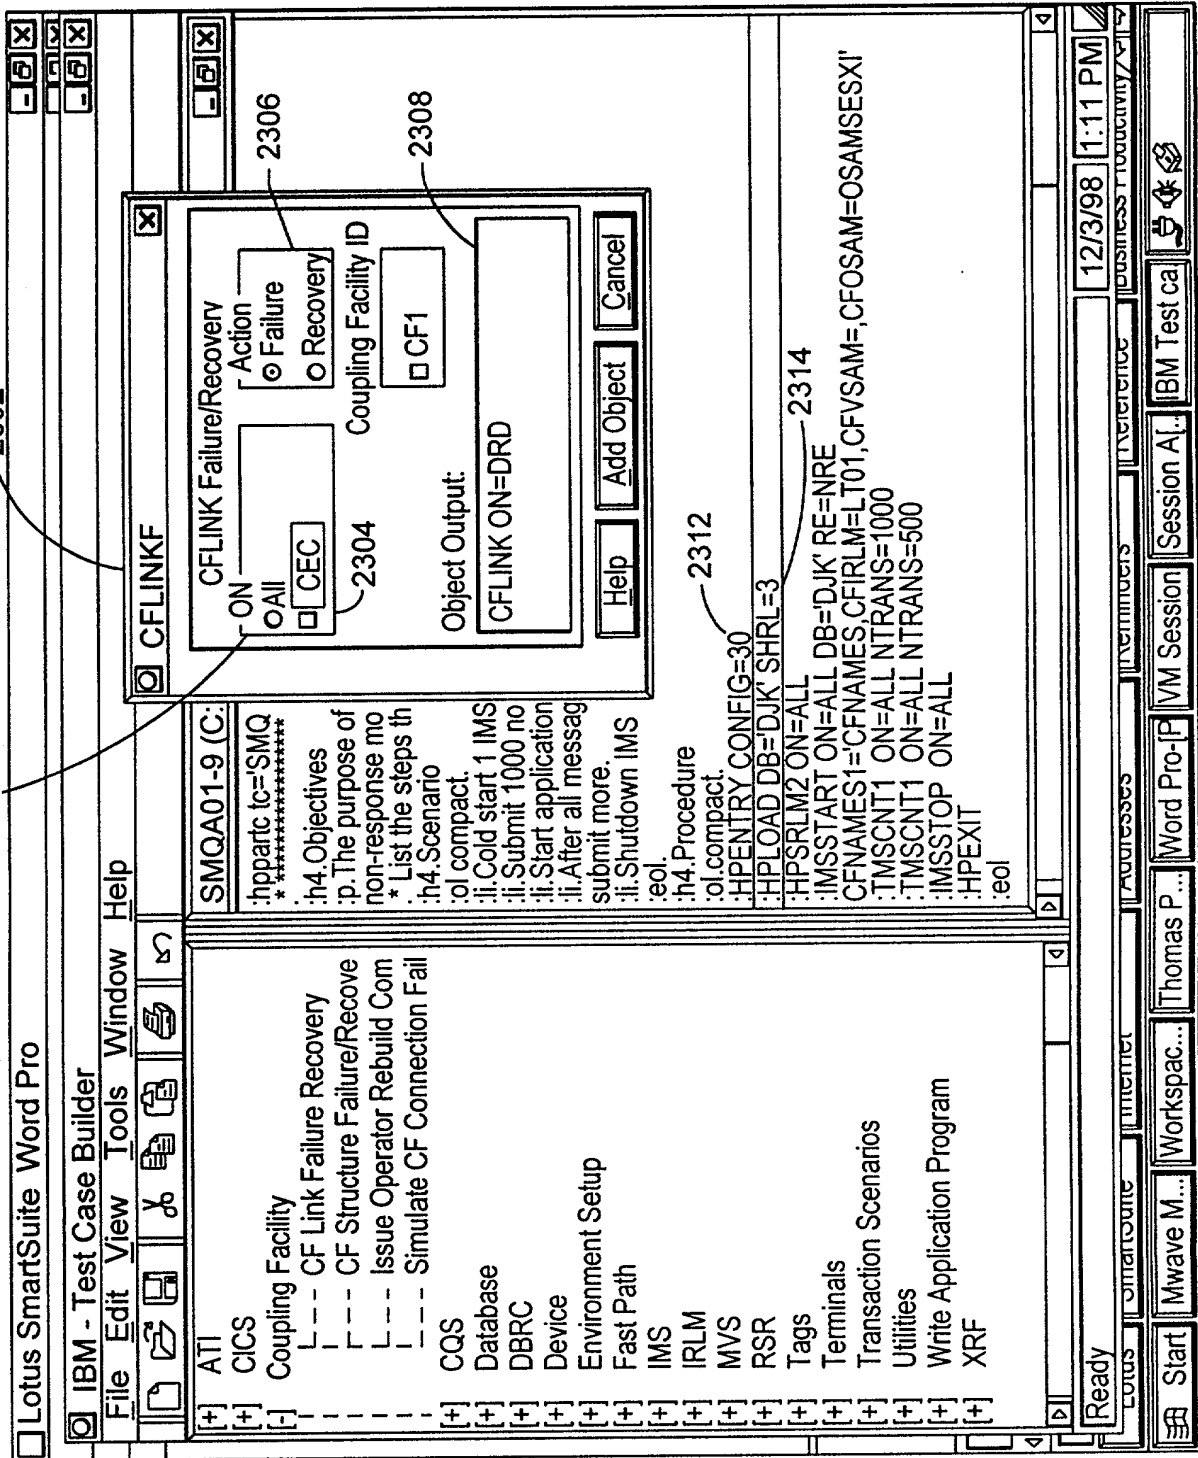 Lotus SmartSuite Word Pro
IBM - Test Case Builder
File Edit View Tools Window Help
[+] ATI
[+] CICS
[-] Coupling Facility
CF Link Failure Recovery
CF Structure Failure/Recove
Issue Operator Rebuild Com
Simulate CF Connection Fail
[+] CQS
[+] Database
[+] DBRC
[+] Device
[+] Environment Setup
[+] Fast Path
[+] IMS
[+] IRLM
[+] MVS
[+] RSR
[+] Tags
[+] Terminals
[+] Transaction Scenarios
[+] Utilities
[+] Write Application Program
[+] XRF
SMQA01-9 (C:
:hppartc tc='SMQ
* *****************
:h4.Objectives
:p.The purpose of
non-response mo
. * List the steps th
:h4.Scenario
:ol compact.
:li.Cold start 1 IMS
:li.Submit 1000 no
:li.Start application
:li.After all messag
submit more.
:li.Shutdown IMS
:eol.
:h4.Procedure
:ol.compact.
:HPENTRY CONFIG=30
:HPLOAD DB='DJK' SHRL=3
:HPSRLM2 ON=ALL
:IMSSTART ON=ALL DB='DJK' RE=NRE
CFNAMES1='CFNAMES,CFIRLM=LT01,CFVSAM=,CFOSAM=OSAMSESXI'
:TMSCNT1 ON=ALL NTRANS=1000
:TMSCNT1 ON=ALL NTRANS=500
:IMSSTOP ON=ALL
:HPEXIT
:eol
2312
2314
CFLINKF
CFLINK Failure/Recovery
ON
All
CEC
2304
Action
Failure
Recovery
2306
Coupling Facility ID
CF1
Object Output:
CFLINK ON=DRD
2308
Help Add Object Cancel
Ready 12/3/98 1:11 PM
Lotus SmartSuite Internet Addresses Reminders Reference Business Productivity
Start Mwave M... Workspac... Thomas P... Word Pro-[P VM Session Session A[.. IBM Test ca.